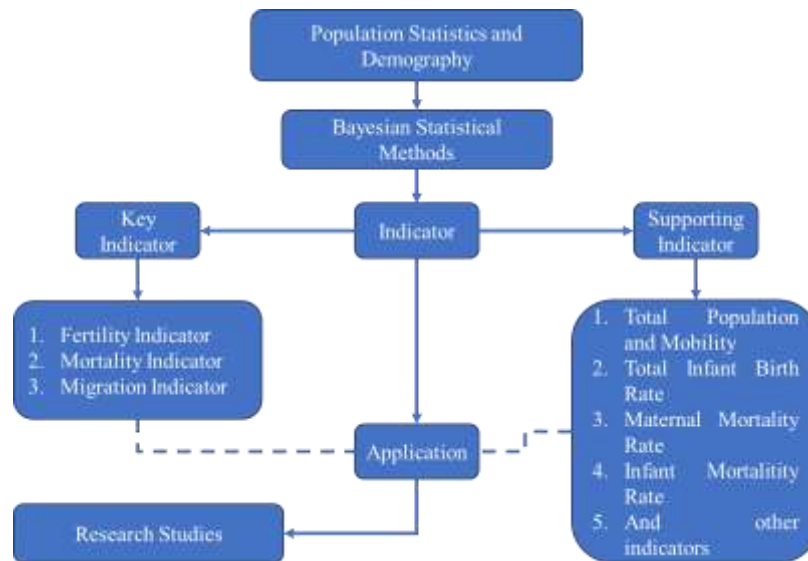 Population Statistics and
Demography
Bayesian Statistical
Methods
Key
Indicator
Indicator
Supporting
Indicator
1. Fertility Indicator
2. Mortality Indicator
3. Migration Indicator
1. Total Population
and Mobility
2. Total Infant Birth
Rate
3. Maternal Mortality
Rate
4. Infant Mortalitity
Rate
5. And other
indicators
Application
Research Studies